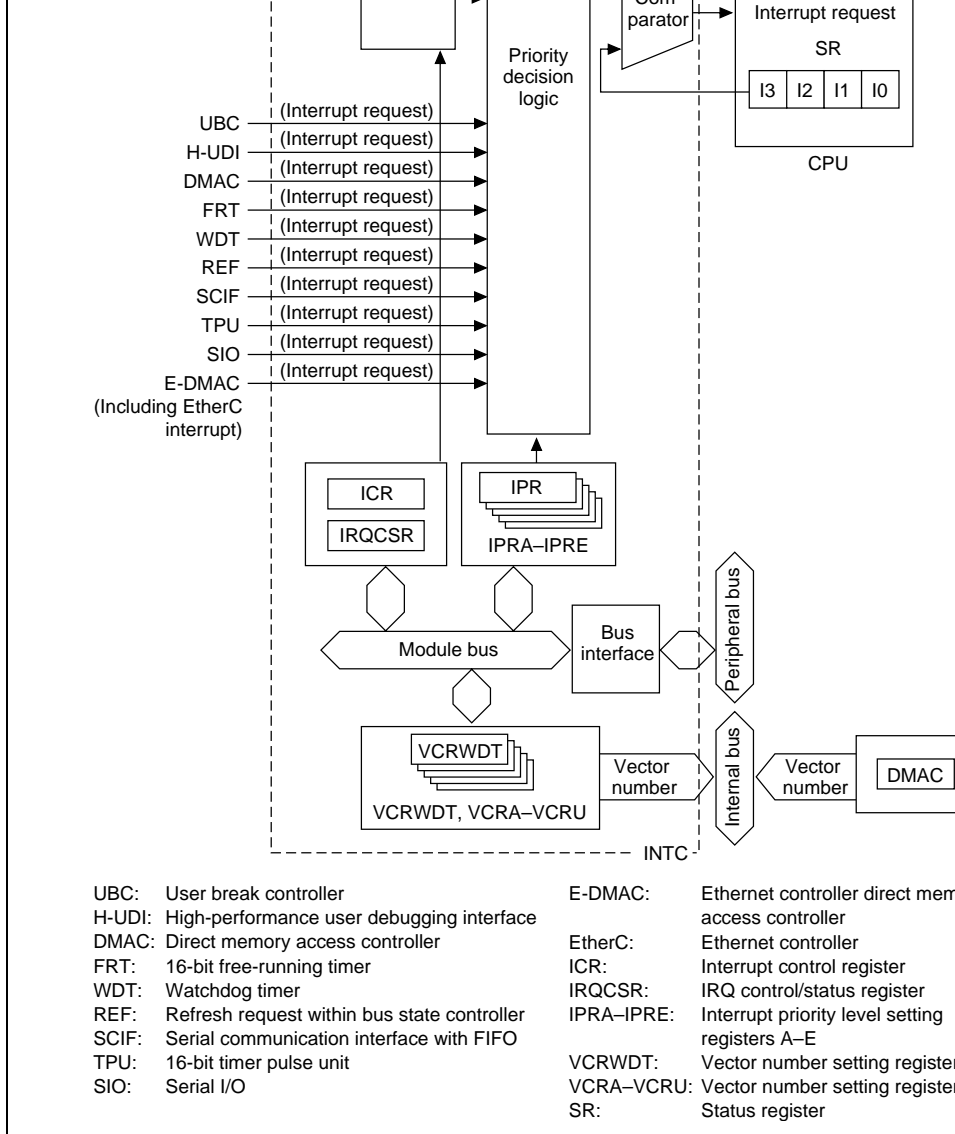 Com-
parator
Interrupt request
SR
I3 I2 I1 I0
CPU
Priority
decision
logic
UBC (Interrupt request)
H-UDI (Interrupt request)
DMAC (Interrupt request)
FRT (Interrupt request)
WDT (Interrupt request)
REF (Interrupt request)
SCIF (Interrupt request)
TPU (Interrupt request)
SIO (Interrupt request)
E-DMAC (Interrupt request)
(Including EtherC
interrupt)
ICR
IRQCSR
IPR
IPRA–IPRE
Module bus
Bus
interface
Peripheral bus
VCRWDT
VCRWDT, VCRA–VCRU
Vector
number
Internal bus
Vector
number
DMAC
INTC
UBC: User break controller
H-UDI: High-performance user debugging interface
DMAC: Direct memory access controller
FRT: 16-bit free-running timer
WDT: Watchdog timer
REF: Refresh request within bus state controller
SCIF: Serial communication interface with FIFO
TPU: 16-bit timer pulse unit
SIO: Serial I/O
E-DMAC: Ethernet controller direct mem
access controller
EtherC: Ethernet controller
ICR: Interrupt control register
IRQCSR: IRQ control/status register
IPRA–IPRE: Interrupt priority level setting
registers A–E
VCRWDT: Vector number setting register
VCRA–VCRU: Vector number setting register
SR: Status register